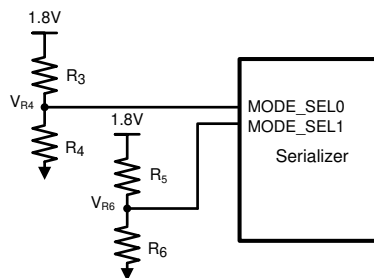 1.8V
R3
VR4
R4
1.8V
R5
VR6
R6
MODE_SEL0
MODE_SEL1
Serializer